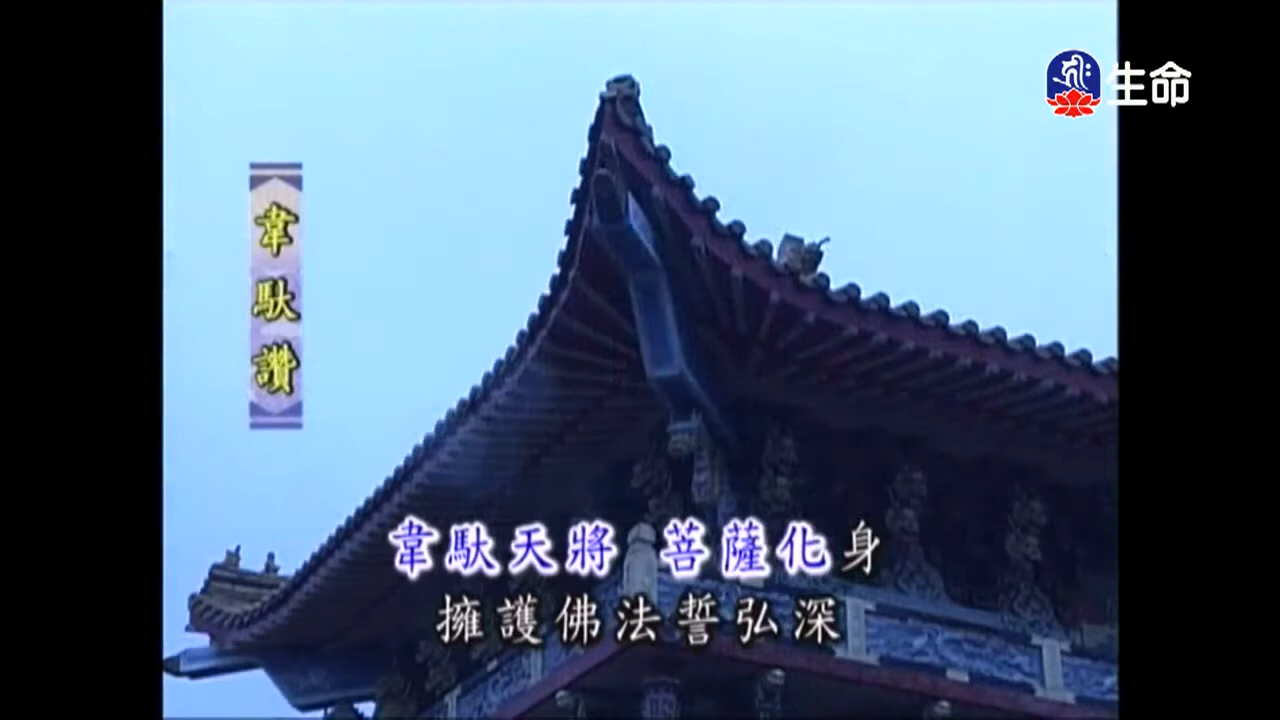 生命
韋馱讚
韋馱天將 菩薩化身
擁護佛法誓弘深